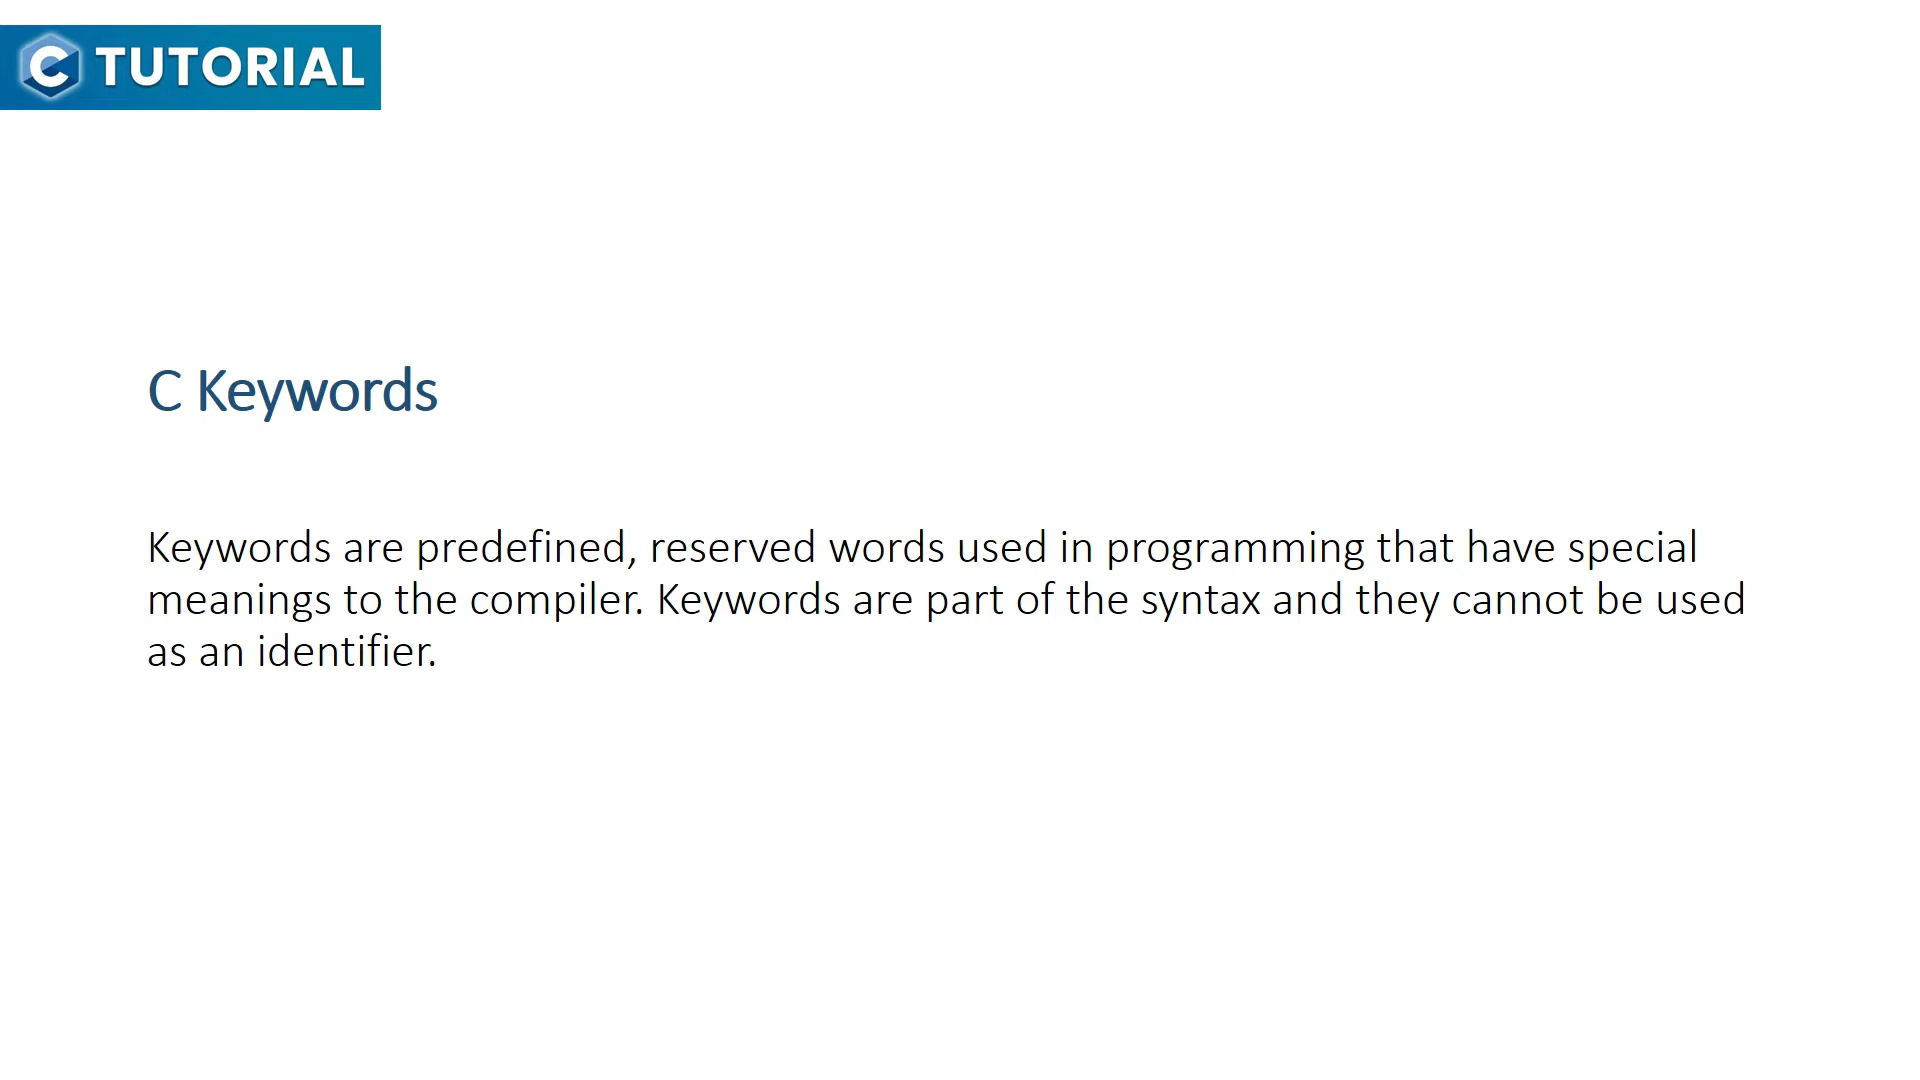 C TUTORIAL
C Keywords
Keywords are predefined, reserved words used in programming that have special
meanings to the compiler. Keywords are part of the syntax and they cannot be used
as an identifier.